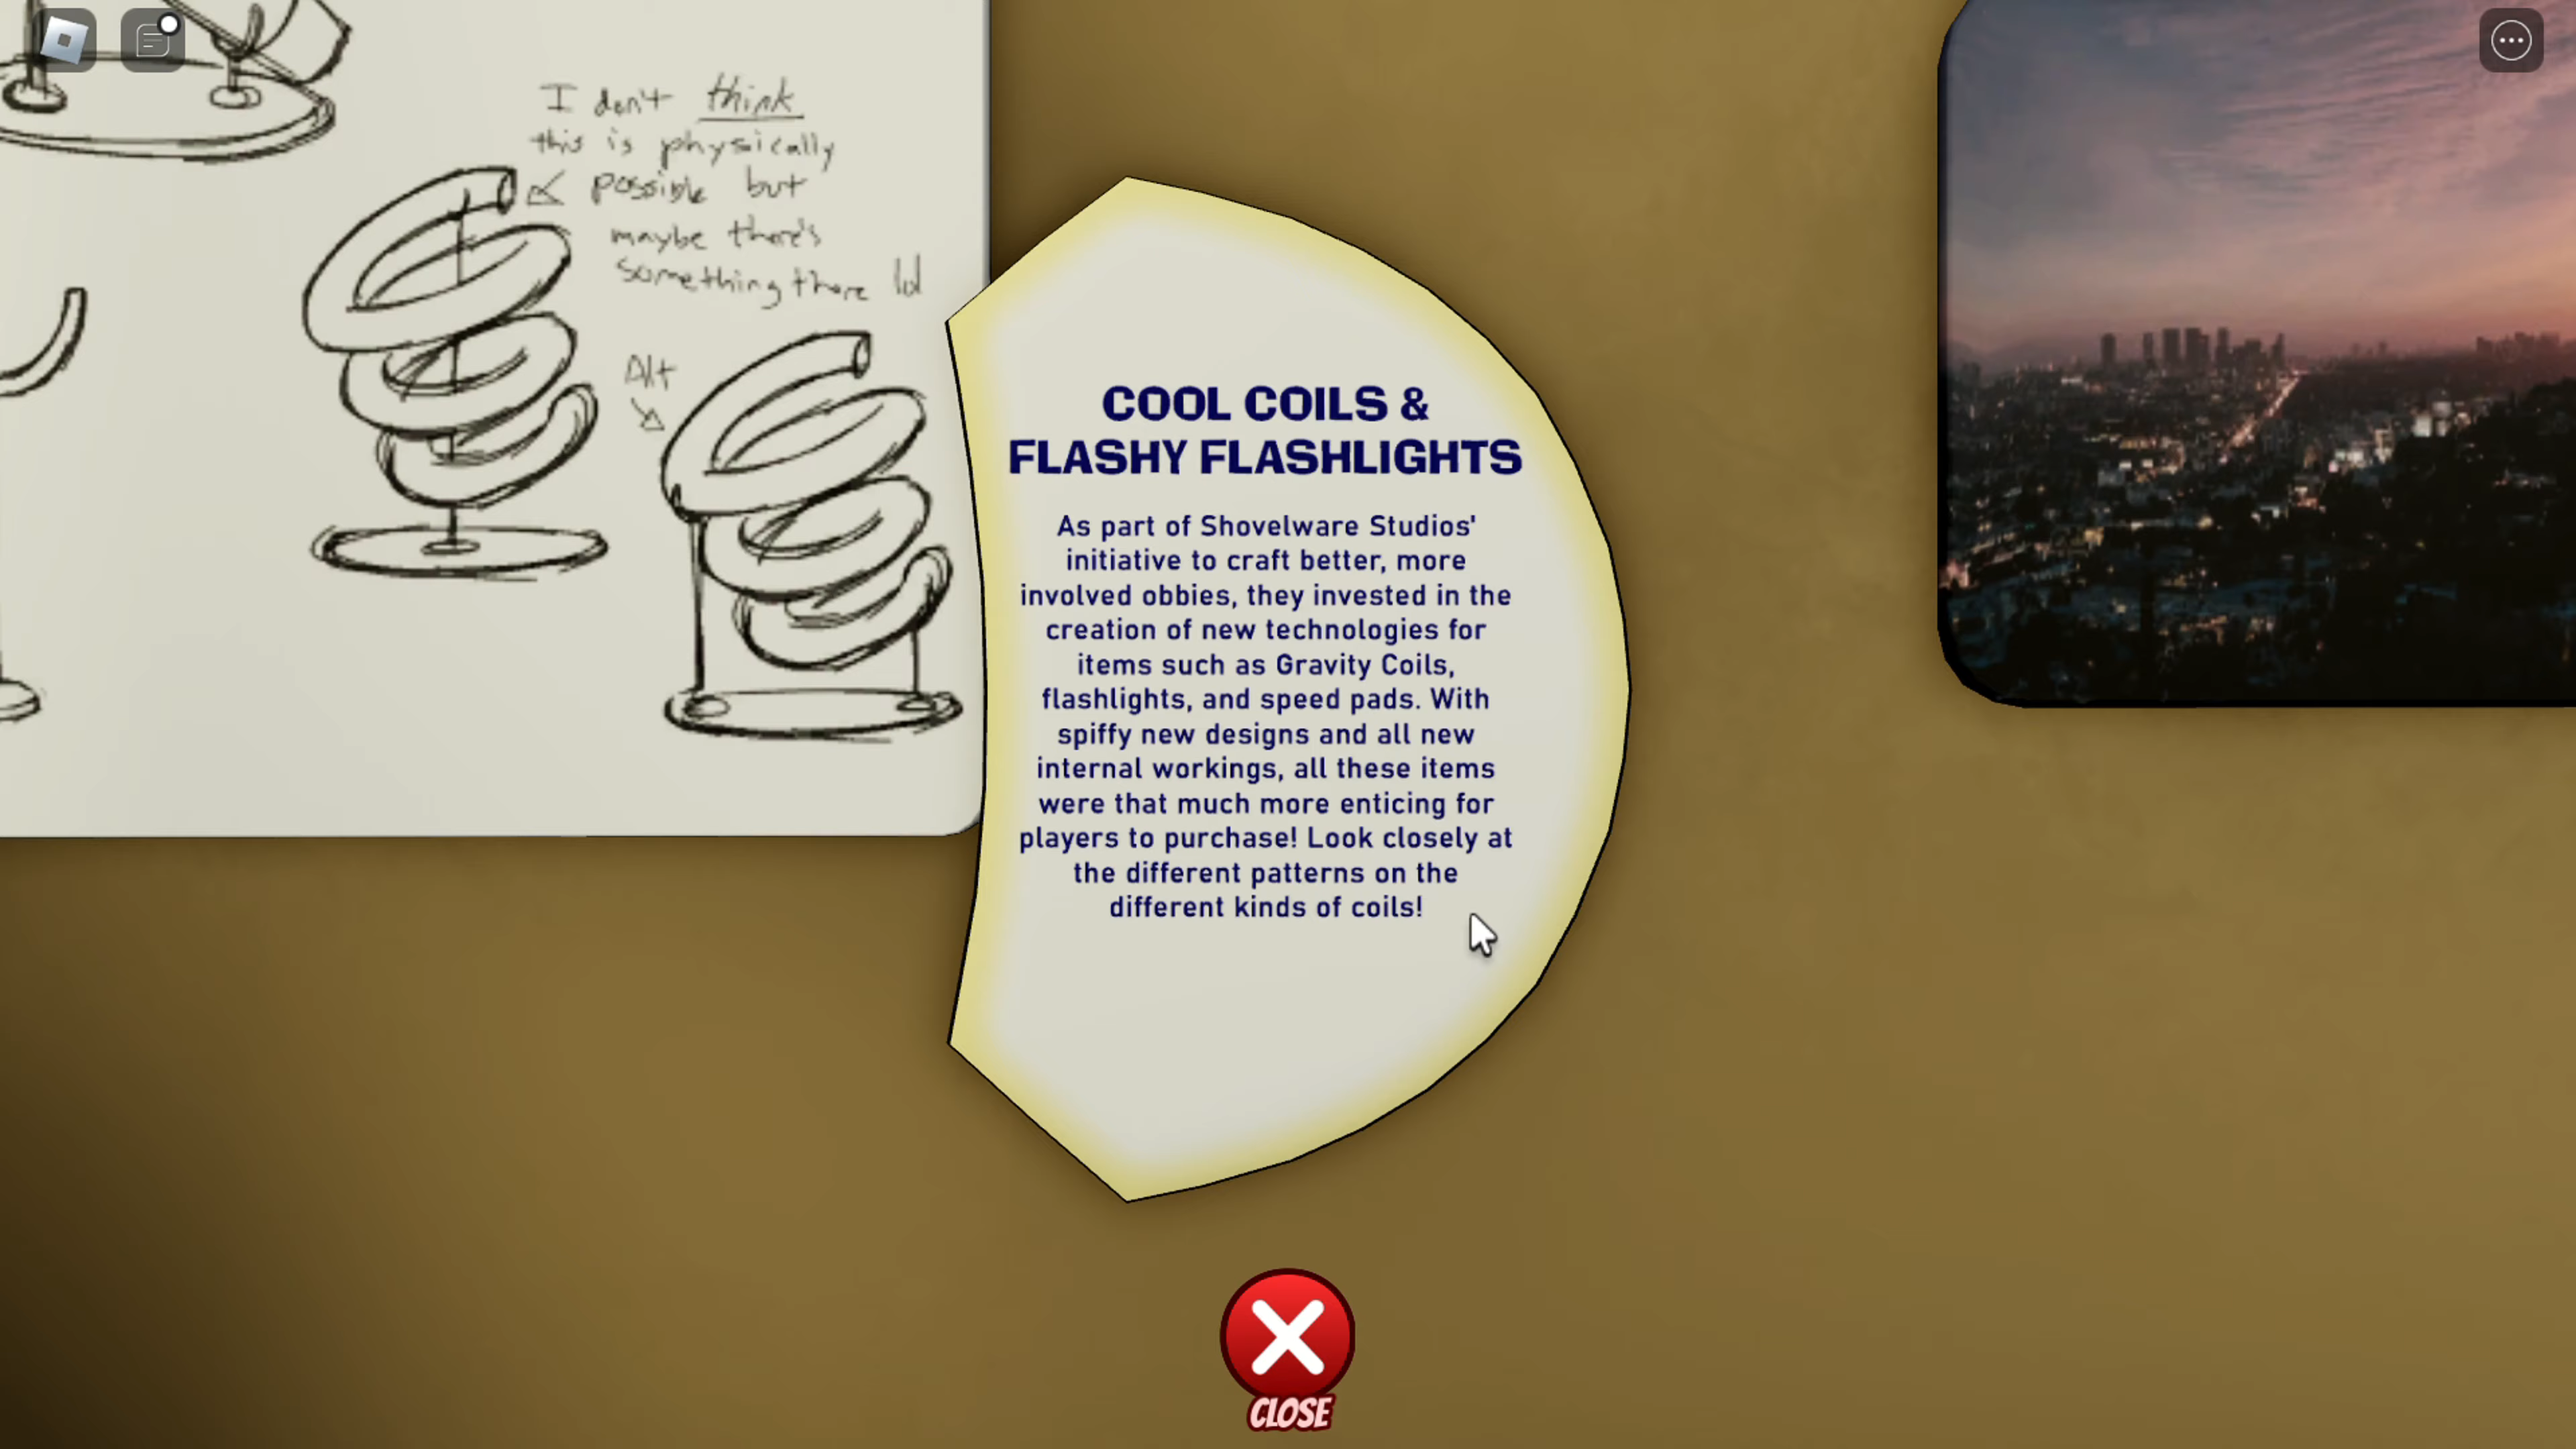 I don't think
this is physically
possible but
maybe there's
something there lol
Alt
COOL COILS &
FLASHY FLASHLIGHTS
As part of Shovelware Studios'
initiative to craft better, more
involved obbies, they invested in the
creation of new technologies for
items such as Gravity Coils,
flashlights, and speed pads. With
spiffy new designs and all new
internal workings, all these items
were that much more enticing for
players to purchase! Look closely at
the different patterns on the
different kinds of coils!
CLOSE